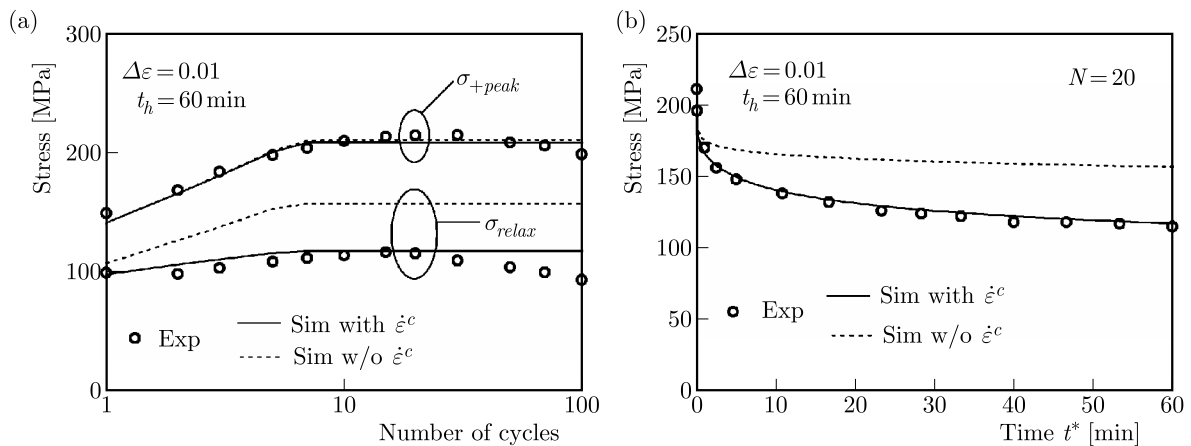 (a)
300
200
100
0
Stress [MPa]
Δε = 0.01
t_h = 60 min
σ_{+peak}
σ_{relax}
Exp
Sim with ε̇^c
Sim w/o ε̇^c
1 10 100
Number of cycles
(b)
250
200
150
100
50
0
Stress [MPa]
Δε = 0.01
t_h = 60 min
N = 20
Exp
Sim with ε̇^c
Sim w/o ε̇^c
0 10 20 30 40 50 60
Time t* [min]